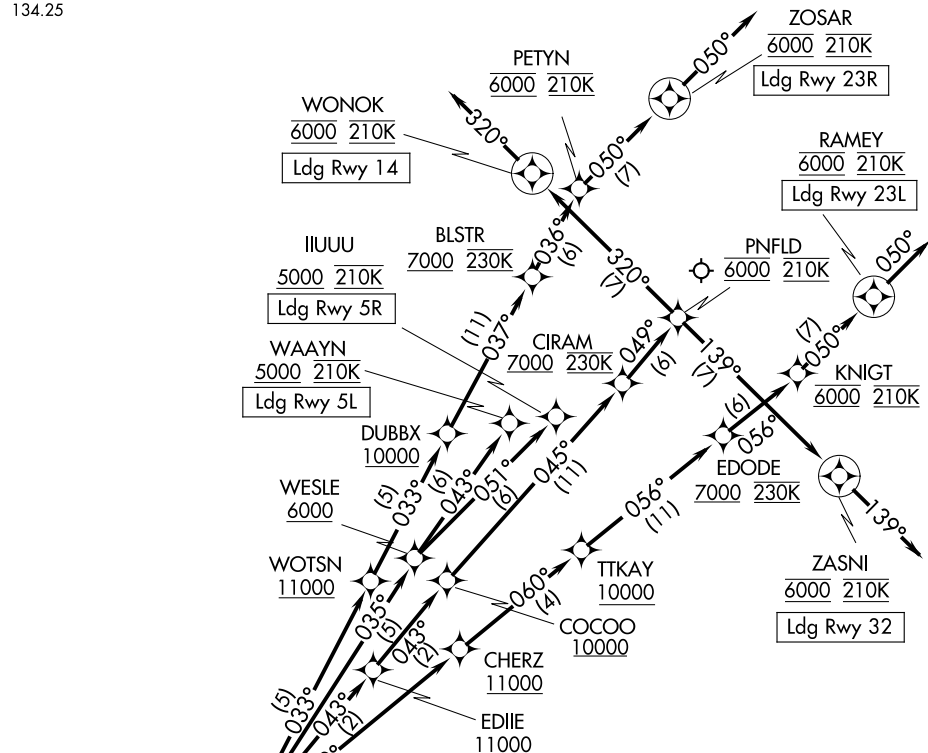 134.25
ZOSAR
6000 210K
Ldg Rwy 23R
050°
PETYN
6000 210K
WONOK
6000 210K
Ldg Rwy 14
320°
050°
(7)
RAMEY
6000 210K
Ldg Rwy 23L
050°
BLSTR
7000 230K
036°
(6)
IIUUU
5000 210K
Ldg Rwy 5R
320°
(7)
PNFLD
6000 210K
WAAYN
5000 210K
Ldg Rwy 5L
(11)
037°
CIRAM
7000 230K
049°
(6)
139°
(7)
(7)
050°
KNIGT
6000 210K
DUBBX
10000
(6)
056°
EDODE
7000 230K
WESLE
6000
(5)
033°
(6)
043°
051°
(6)
045°
(11)
056°
(11)
139°
WOTSN
11000
TTKAY
10000
ZASNI
6000 210K
Ldg Rwy 32
035°
(5)
043°
(2)
060°
(4)
COCOO
10000
CHERZ
11000
(5)
033°
043°
(2)
EDIIE
11000